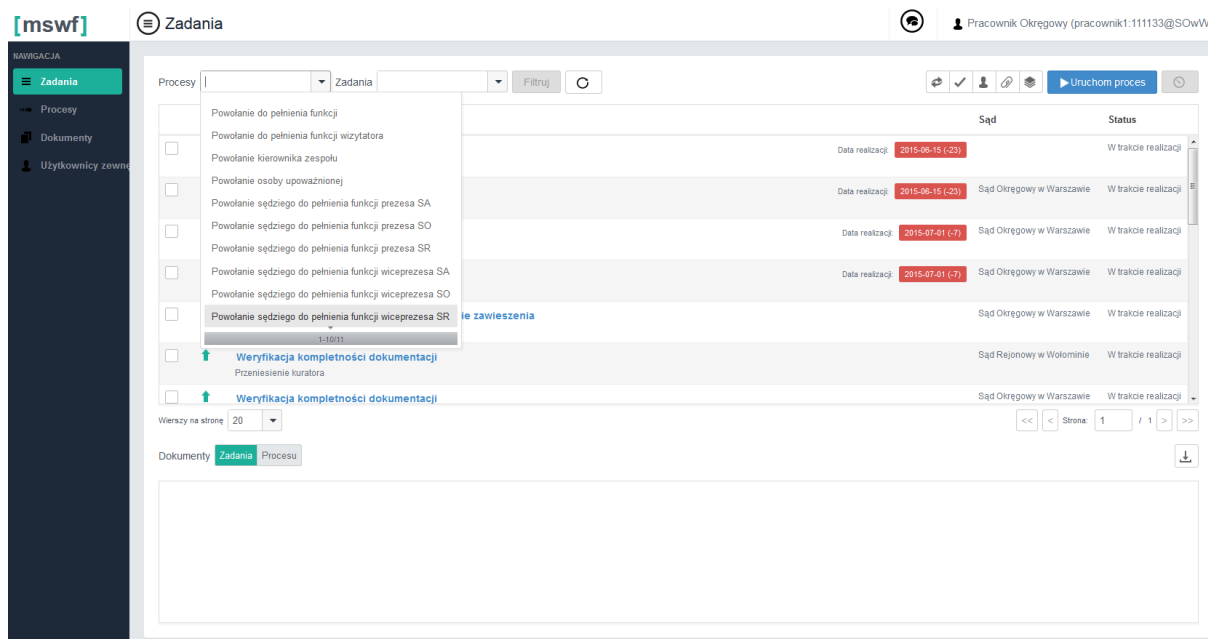 [mswf]
Zadania
Pracownik Okręgowy (pracownik1:111133@SOwW
NAWIGACJA
Zadania
Procesy
Dokumenty
Użytkownicy zewnę
Procesy
Zadania
Filtruj
Uruchom proces
Powołanie do pełnienia funkcji
Powołanie do pełnienia funkcji wizytatora
Powołanie kierownika zespołu
Powołanie osoby upoważnionej
Powołanie sędziego do pełnienia funkcji prezesa SA
Powołanie sędziego do pełnienia funkcji prezesa SO
Powołanie sędziego do pełnienia funkcji prezesa SR
Powołanie sędziego do pełnienia funkcji wiceprezesa SA
Powołanie sędziego do pełnienia funkcji wiceprezesa SO
Powołanie sędziego do pełnienia funkcji wiceprezesa SR
1–10/11
Sąd Status
Data realizacji: 2015-06-15 (-23) W trakcie realizacji
Data realizacji: 2015-06-15 (-23) Sąd Okręgowy w Warszawie W trakcie realizacji
Data realizacji: 2015-07-01 (-7) Sąd Okręgowy w Warszawie W trakcie realizacji
Data realizacji: 2015-07-01 (-7) Sąd Okręgowy w Warszawie W trakcie realizacji
ie zawieszenia Sąd Okręgowy w Warszawie W trakcie realizacji
Weryfikacja kompletności dokumentacji Sąd Rejonowy w Wołominie W trakcie realizacji
Przeniesienie kuratora
Weryfikacja kompletności dokumentacji Sąd Okręgowy w Warszawie W trakcie realizacji
Wierszy na stronę 20 << < Strona: 1 / 1 > >>
Dokumenty Zadania Procesu